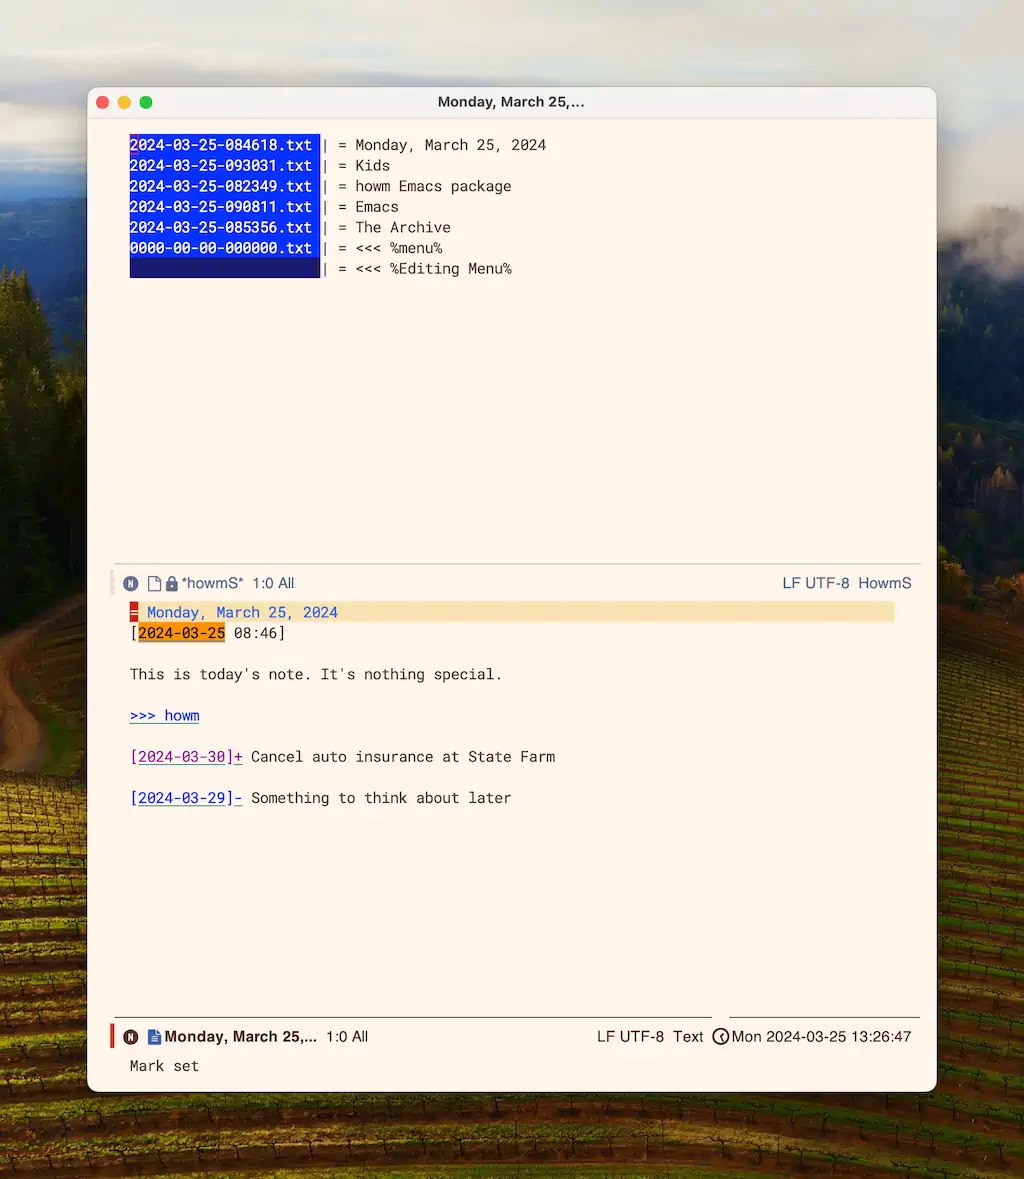 Monday, March 25,...
2024-03-25-084618.txt | = Monday, March 25, 2024
2024-03-25-093031.txt | = Kids
2024-03-25-082349.txt | = howm Emacs package
2024-03-25-090811.txt | = Emacs
2024-03-25-085356.txt | = The Archive
0000-00-00-000000.txt | = <<< %menu%
| = <<< %Editing Menu%
N *howmS* 1:0 All LF UTF-8 HowmS
= Monday, March 25, 2024
[2024-03-25 08:46]
This is today's note. It's nothing special.
>>> howm
[2024-03-30]+ Cancel auto insurance at State Farm
[2024-03-29]- Something to think about later
N Monday, March 25,... 1:0 All LF UTF-8 Text Mon 2024-03-25 13:26:47
Mark set